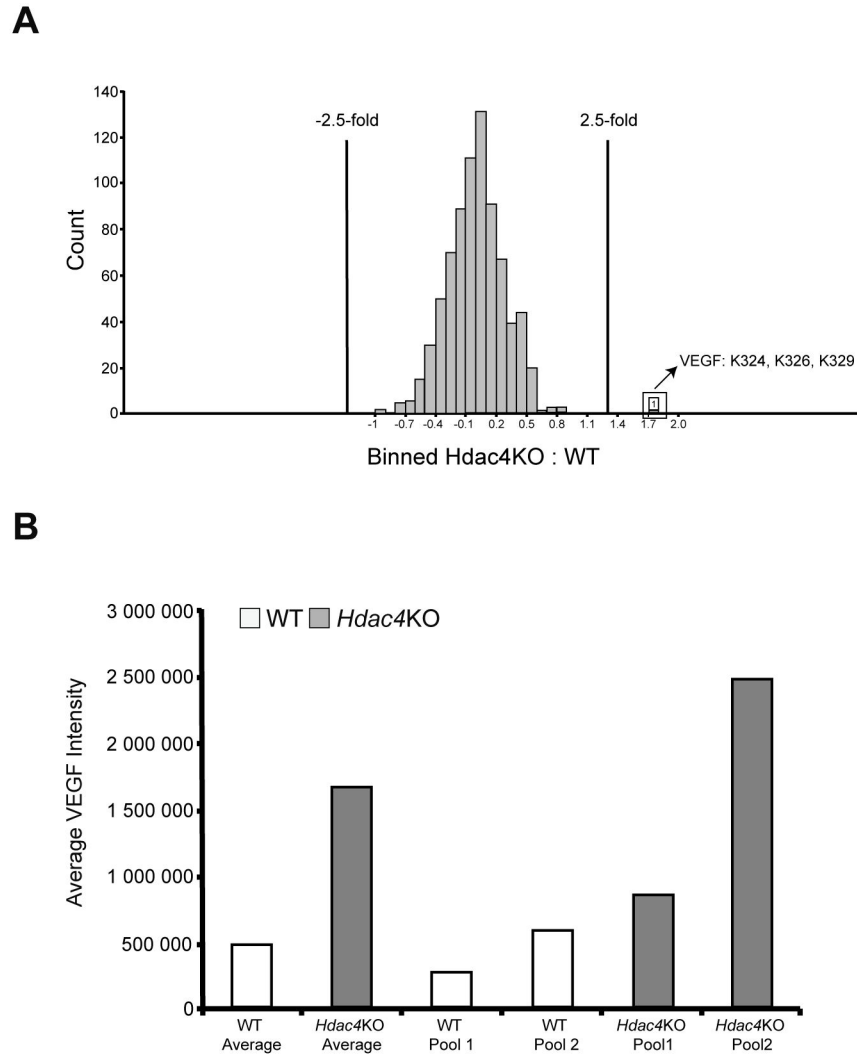 A
140
120
100
80
60
40
20
0
Count
-2.5-fold
2.5-fold
VEGF: K324, K326, K329
1
-1
-0.7
-0.4
-0.1
0.2
0.5
0.8
1.1
1.4
1.7
2.0
Binned Hdac4KO : WT
B
WT
Hdac4KO
3 000 000
2 500 000
2 000 000
1 500 000
1 000 000
500 000
0
Average VEGF Intensity
WT
Average
Hdac4KO
Average
WT
Pool 1
WT
Pool 2
Hdac4KO
Pool1
Hdac4KO
Pool2